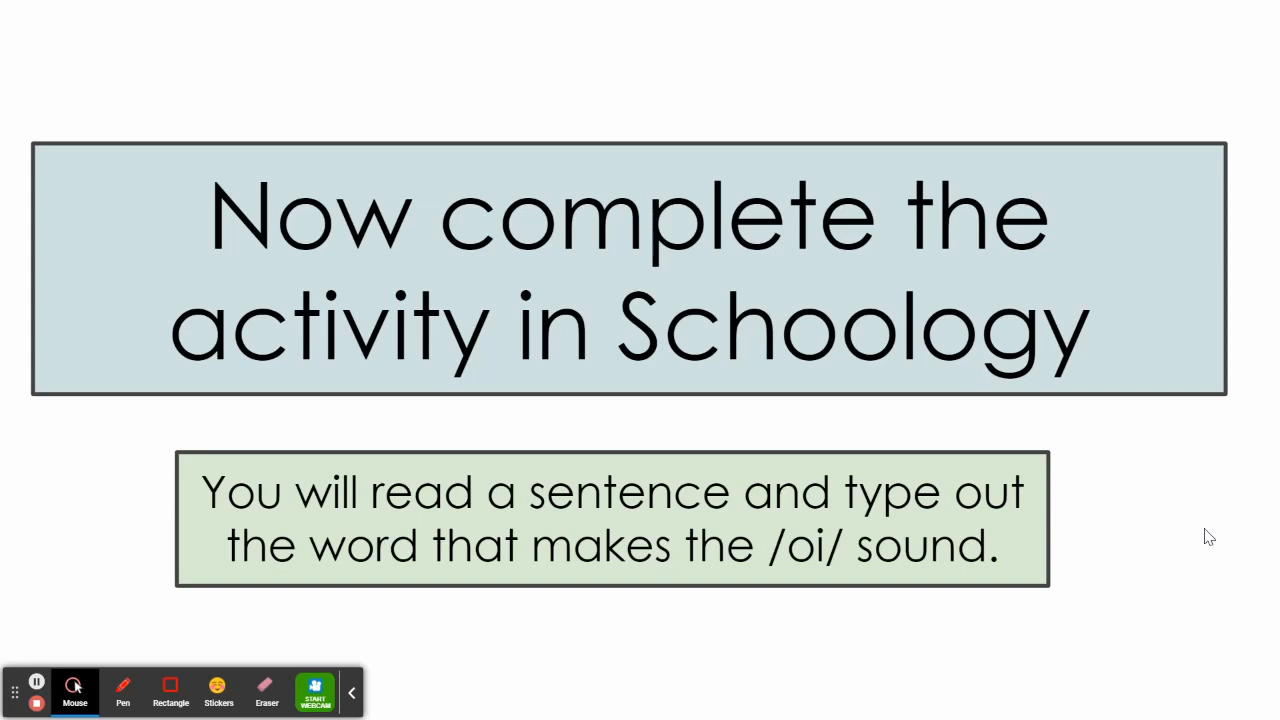 Now complete the
activity in Schoology
You will read a sentence and type out
the word that makes the /oi/ sound.
Mouse
Pen
Rectangle
Stickers
Eraser
START
WEBCAM